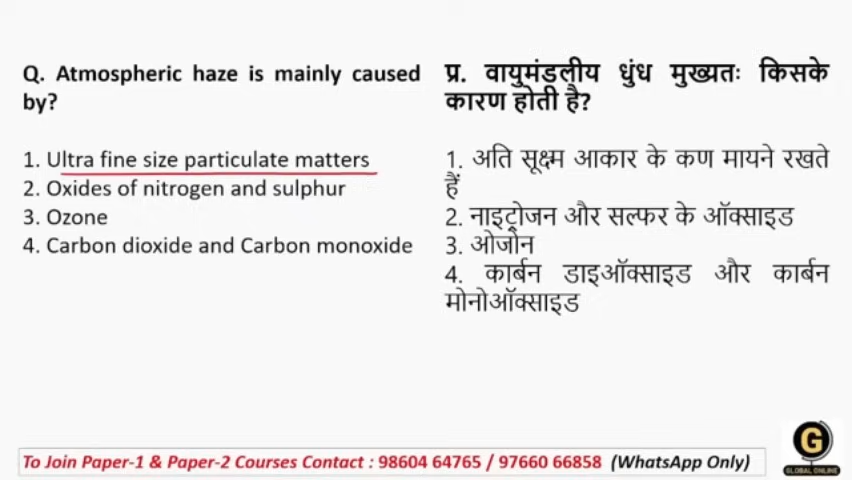 Q. Atmospheric haze is mainly caused
by?
1. Ultra fine size particulate matters
2. Oxides of nitrogen and sulphur
3. Ozone
4. Carbon dioxide and Carbon monoxide
प्र. वायुमंडलीय धुंध मुख्यतः किसके
कारण होती है?
1. अति सूक्ष्म आकार के कण मायने रखते
हैं
2. नाइट्रोजन और सल्फर के ऑक्साइड
3. ओजोन
4. कार्बन डाइऑक्साइड और कार्बन
मोनोऑक्साइड
To Join Paper-1 & Paper-2 Courses Contact : 98604 64765 / 97660 66858 (WhatsApp Only)
G
GLOBAL ONLINE